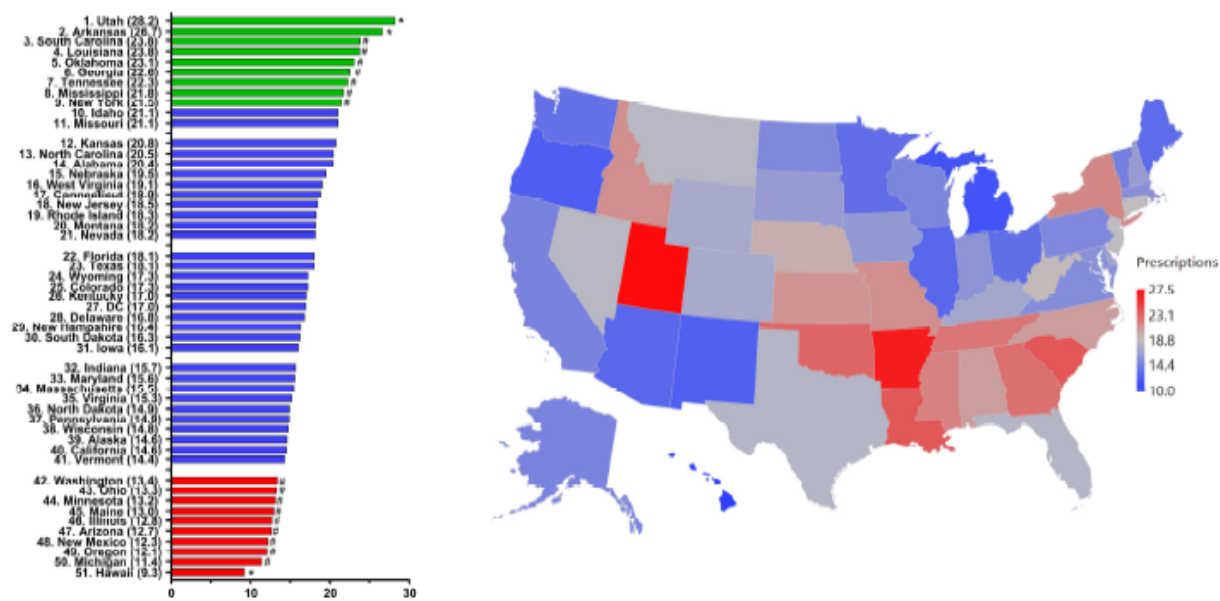 1. Utah (28.2)
*
2. Arkansas (26.7)
*
3. South Carolina (23.8)
#
4. Louisiana (23.8)
#
5. Oklahoma (23.1)
#
6. Georgia (22.6)
#
7. Tennessee (22.3)
#
8. Mississippi (21.8)
#
9. New York (21.5)
#
10. Idaho (21.1)
11. Missouri (21.1)
12. Kansas (20.8)
13. North Carolina (20.5)
14. Alabama (20.4)
15. Nebraska (19.5)
16. West Virginia (19.1)
17. Connecticut (19.0)
18. New Jersey (18.5)
19. Rhode Island (18.3)
20. Montana (18.2)
21. Nevada (18.2)
22. Florida (18.1)
23. Texas (18.1)
24. Wyoming (17.3)
25. Colorado (17.3)
26. Kentucky (17.0)
27. DC (17.0)
28. Delaware (16.8)
29. New Hampshire (16.4)
30. South Dakota (16.3)
31. Iowa (16.1)
32. Indiana (15.7)
33. Maryland (15.6)
34. Massachusetts (15.5)
35. Virginia (15.3)
36. North Dakota (14.9)
37. Pennsylvania (14.9)
38. Wisconsin (14.8)
39. Alaska (14.6)
40. California (14.6)
41. Vermont (14.4)
42. Washington (13.4)
#
43. Ohio (13.3)
#
44. Minnesota (13.2)
#
45. Maine (13.0)
#
46. Illinois (12.8)
#
47. Arizona (12.7)
#
48. New Mexico (12.3)
#
49. Oregon (12.1)
#
50. Michigan (11.4)
#
51. Hawaii (9.3)
*
0 10 20 30
Prescriptions
27.5
23.1
18.8
14.4
10.0